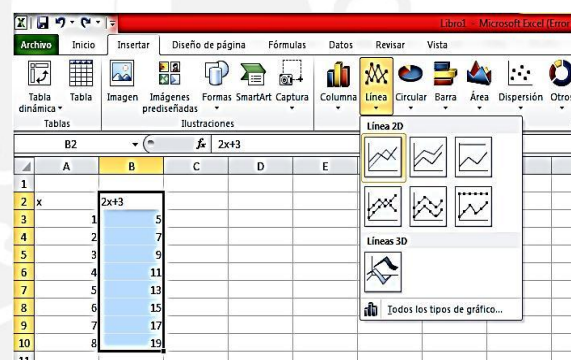 Libro1 - Microsoft Excel (Error
Archivo Inicio Insertar Diseño de página Fórmulas Datos Revisar Vista
Tabla dinámica Tabla Imagen Imágenes prediseñadas Formas SmartArt Captura Columna Línea Circular Barra Área Dispersión Otros
Tablas Ilustraciones
B2 fx 2x+3
A B C D E
1
2 x 2x+3
3 1 5
4 2 7
5 3 9
6 4 11
7 5 13
8 6 15
9 7 17
10 8 19
11
Línea 2D
Líneas 3D
Todos los tipos de gráfico...